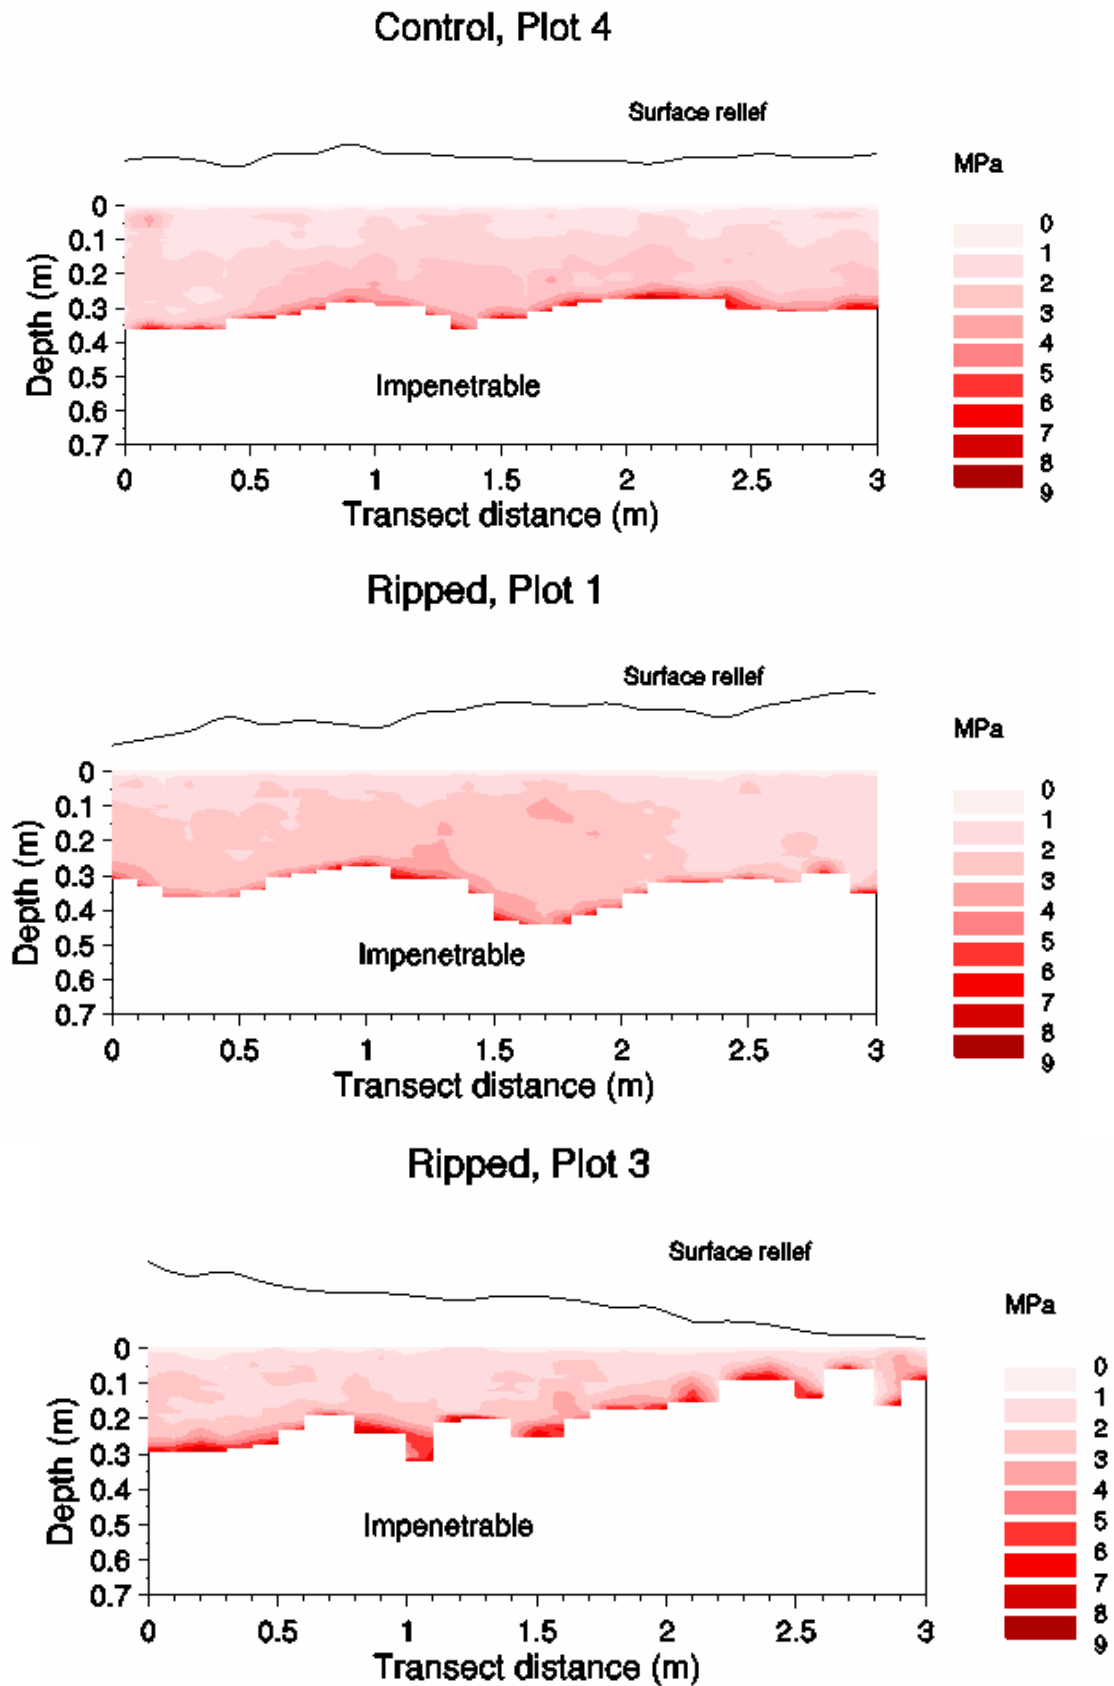 Control, Plot 4
Surface relief
MPa
0
1
2
3
4
5
6
7
8
9
Depth (m)
0
0.1
0.2
0.3
0.4
0.5
0.6
0.7
Impenetrable
0 0.5 1 1.5 2 2.5 3
Transect distance (m)
Ripped, Plot 1
Surface relief
MPa
0
1
2
3
4
5
6
7
8
9
Depth (m)
0
0.1
0.2
0.3
0.4
0.5
0.6
0.7
Impenetrable
0 0.5 1 1.5 2 2.5 3
Transect distance (m)
Ripped, Plot 3
Surface relief
MPa
0
1
2
3
4
5
6
7
8
9
Depth (m)
0
0.1
0.2
0.3
0.4
0.5
0.6
0.7
Impenetrable
0 0.5 1 1.5 2 2.5 3
Transect distance (m)